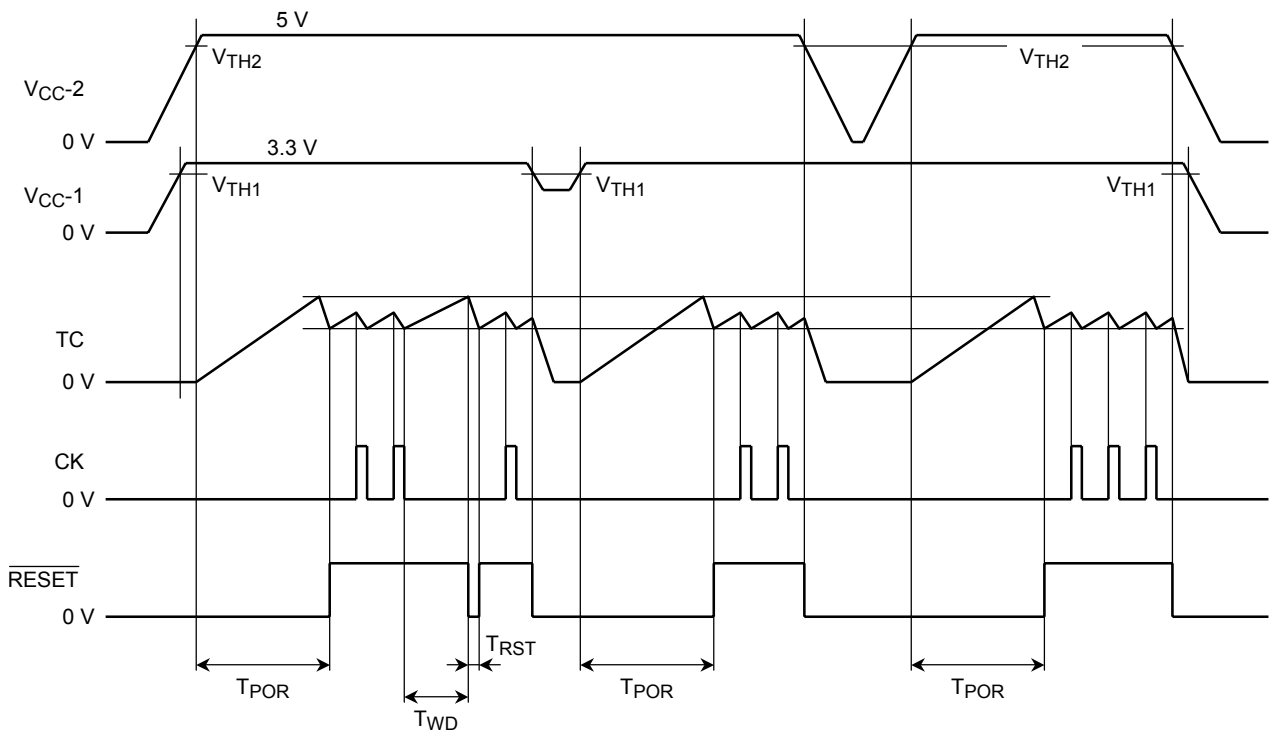 5 V
VTH2
VTH2
VCC-2
0 V
3.3 V
VTH1
VTH1
VTH1
VCC-1
0 V
TC
0 V
CK
0 V
RESET
0 V
TRST
TPOR
TPOR
TPOR
TWD